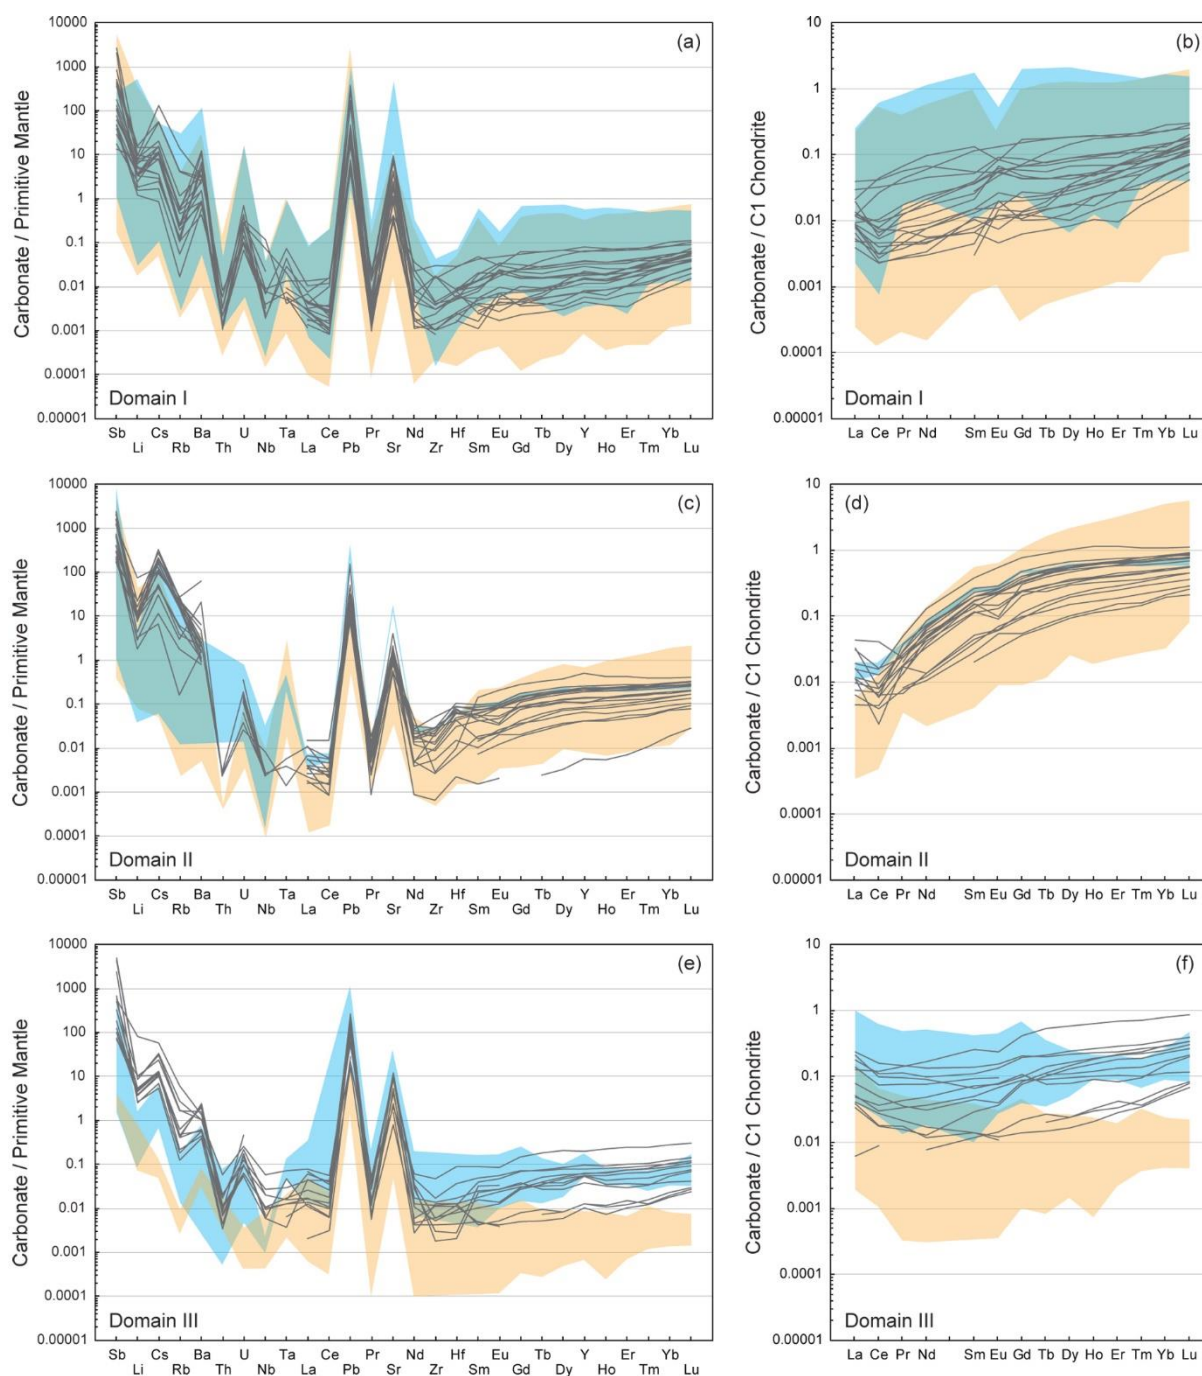 (a)
Carbonate / Primitive Mantle
10000
1000
100
10
1
0.1
0.01
0.001
0.0001
0.00001
Domain I
Sb Cs Ba U Ta Ce Pr Nd Hf Eu Tb Y Er Yb
Li Rb Th Nb La Pb Sr Zr Sm Gd Dy Ho Tm Lu
(b)
Carbonate / C1 Chondrite
10
1
0.1
0.01
0.001
0.0001
0.00001
Domain I
La Ce Pr Nd Sm Eu Gd Tb Dy Ho Er Tm Yb Lu
(c)
Carbonate / Primitive Mantle
10000
1000
100
10
1
0.1
0.01
0.001
0.0001
0.00001
Domain II
Sb Cs Ba U Ta Ce Pr Nd Hf Eu Tb Y Er Yb
Li Rb Th Nb La Pb Sr Zr Sm Gd Dy Ho Tm Lu
(d)
Carbonate / C1 Chondrite
10
1
0.1
0.01
0.001
0.0001
0.00001
Domain II
La Ce Pr Nd Sm Eu Gd Tb Dy Ho Er Tm Yb Lu
(e)
Carbonate / Primitive Mantle
10000
1000
100
10
1
0.1
0.01
0.001
0.0001
0.00001
Domain III
Sb Cs Ba U Ta Ce Pr Nd Hf Eu Tb Y Er Yb
Li Rb Th Nb La Pb Sr Zr Sm Gd Dy Ho Tm Lu
(f)
Carbonate / C1 Chondrite
10
1
0.1
0.01
0.001
0.0001
0.00001
Domain III
La Ce Pr Nd Sm Eu Gd Tb Dy Ho Er Tm Yb Lu